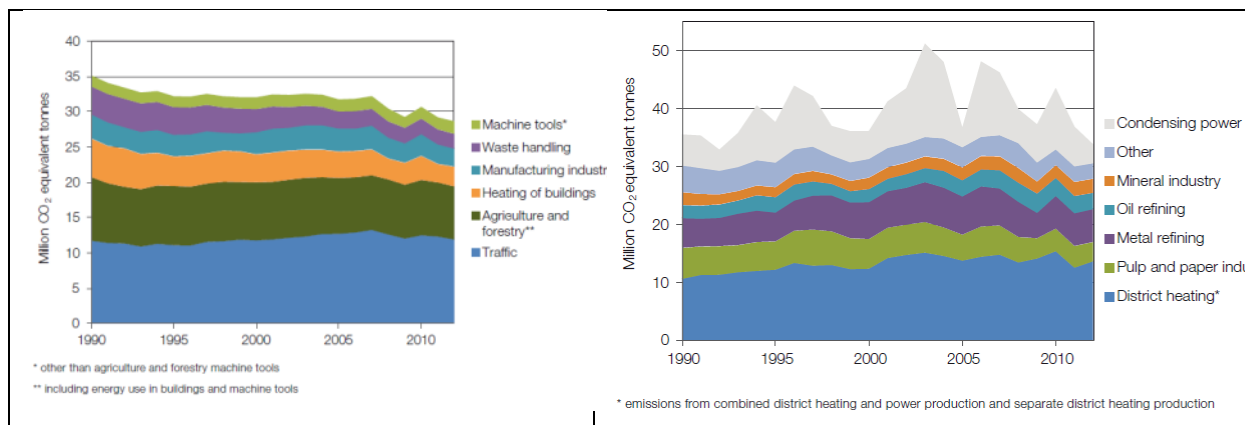 Million CO2 equivalent tonnes
40
35
30
25
20
15
10
5
0
1990
1995
2000
2005
2010
Machine tools*
Waste handling
Manufacturing industr
Heating of buildings
Agrieulture and
forestry**
Traffic
* other than agriculture and forestry machine tools
** including energy use in buildings and machine tools
Million CO2 equivalent tonnes
50
40
30
20
10
0
1990
1995
2000
2005
2010
Condensing power
Other
Mineral industry
Oil refining
Metal refining
Pulp and paper indu
District heating*
* emissions from combined district heating and power production and separate district heating production